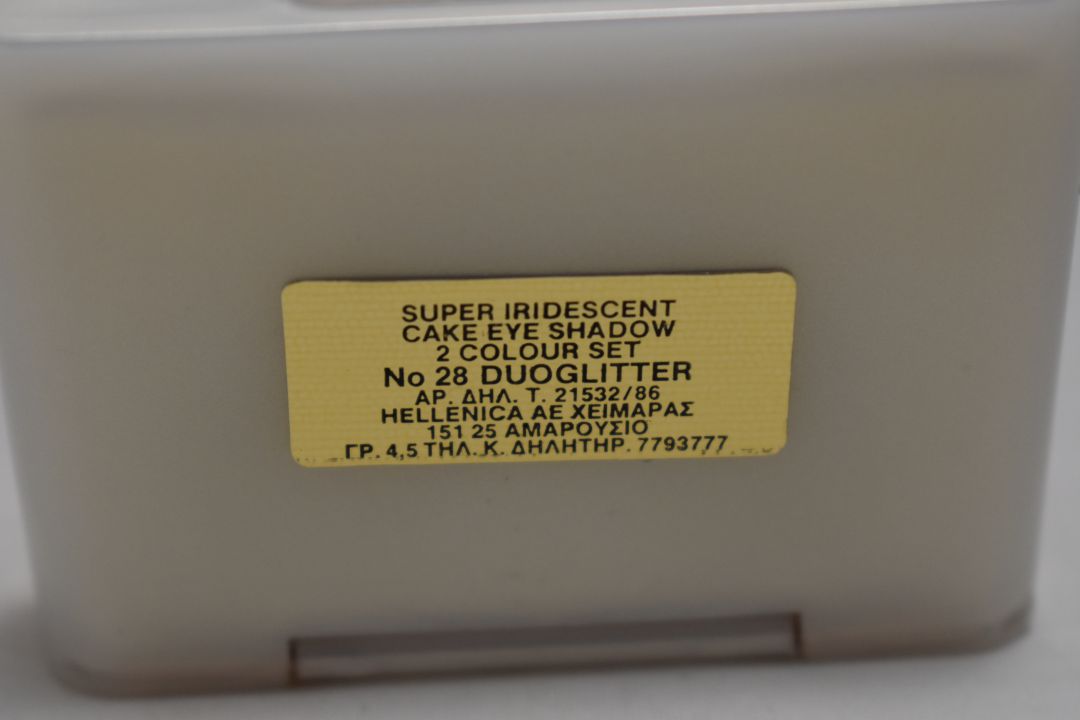 SUPER IRIDESCENT
CAKE EYE SHADOW
2 COLOUR SET
No 28 DUOGLITTER
ΑΡ. ΔΗΛ. Τ. 21532/86
HELLENICA ΑΕ ΧΕΙΜΑΡΑΣ
151 25 ΑΜΑΡΟΥΣΙΟ
ΓΡ. 4,5 ΤΗΛ. Κ. ΔΗΛΗΤΗΡ. 7793777